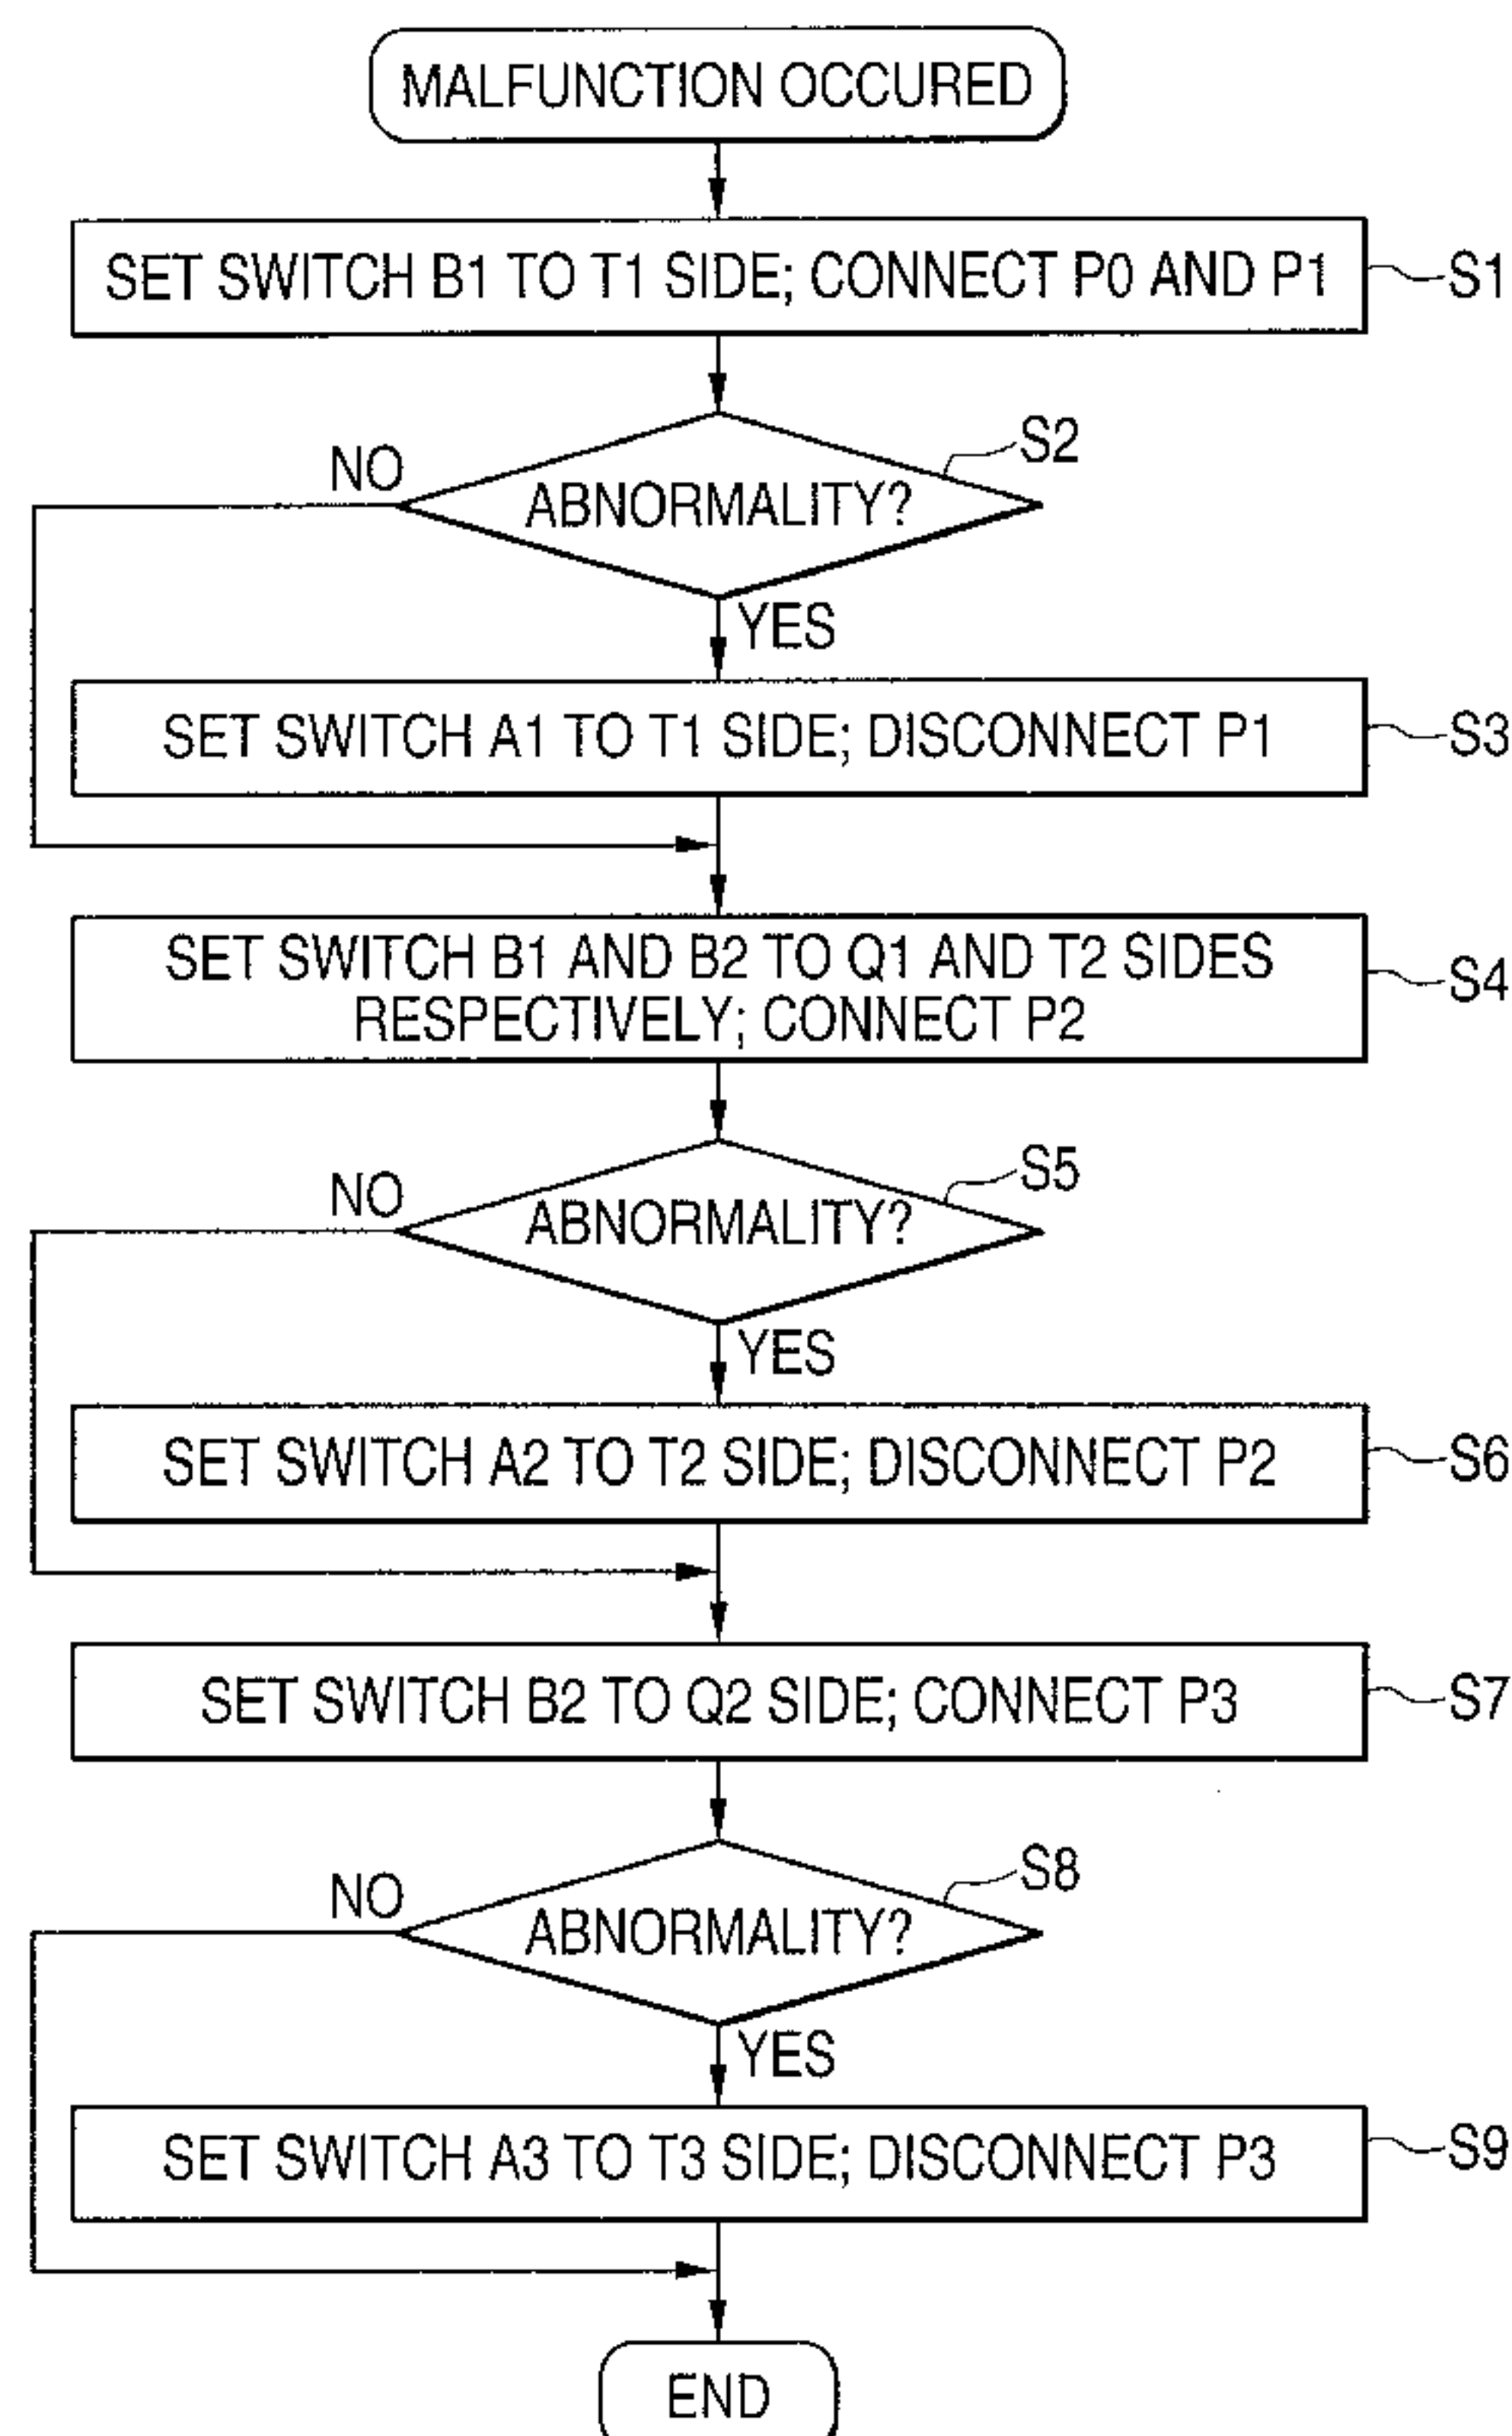 MALFUNCTION OCCURED
SET SWITCH B1 TO T1 SIDE; CONNECT P0 AND P1
S1
S2
NO
ABNORMALITY?
YES
SET SWITCH A1 TO T1 SIDE; DISCONNECT P1
S3
SET SWITCH B1 AND B2 TO Q1 AND T2 SIDES
RESPECTIVELY; CONNECT P2
S4
S5
NO
ABNORMALITY?
YES
SET SWITCH A2 TO T2 SIDE; DISCONNECT P2
S6
SET SWITCH B2 TO Q2 SIDE; CONNECT P3
S7
S8
NO
ABNORMALITY?
YES
SET SWITCH A3 TO T3 SIDE; DISCONNECT P3
S9
END